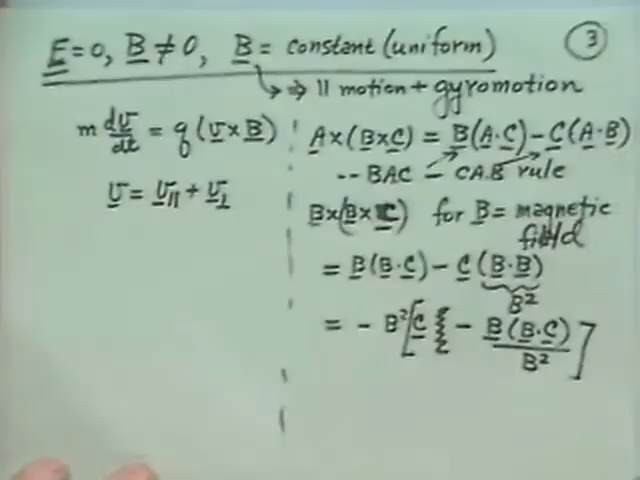 3
E = 0, B ≠ 0, B = constant (uniform)
→ ⇒ || motion + gyromotion
m dv/dt = q (v × B)
v = v|| + v⊥
A × (B × C) = B (A · C) − C (A · B)
-- BAC − CAB rule
B × (B × C) for B = magnetic
field
= B (B · C) − C (B · B)
B²
= − B² [C − B (B · C) / B²]